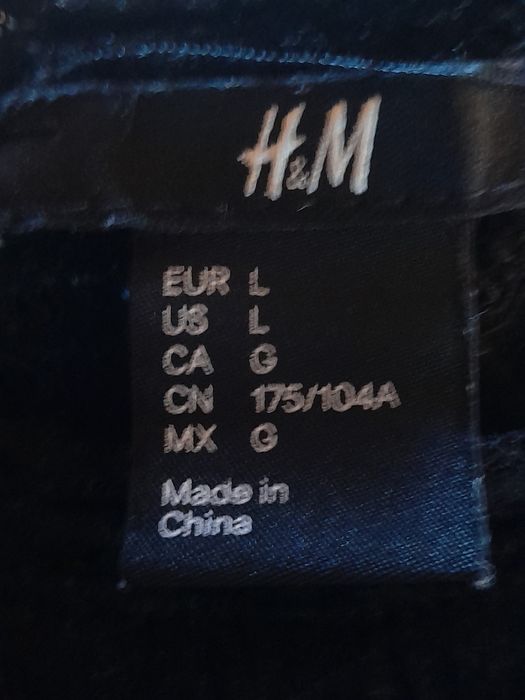 H&M
EUR L
US L
CA G
CN 175/104A
MX G
Made in
China